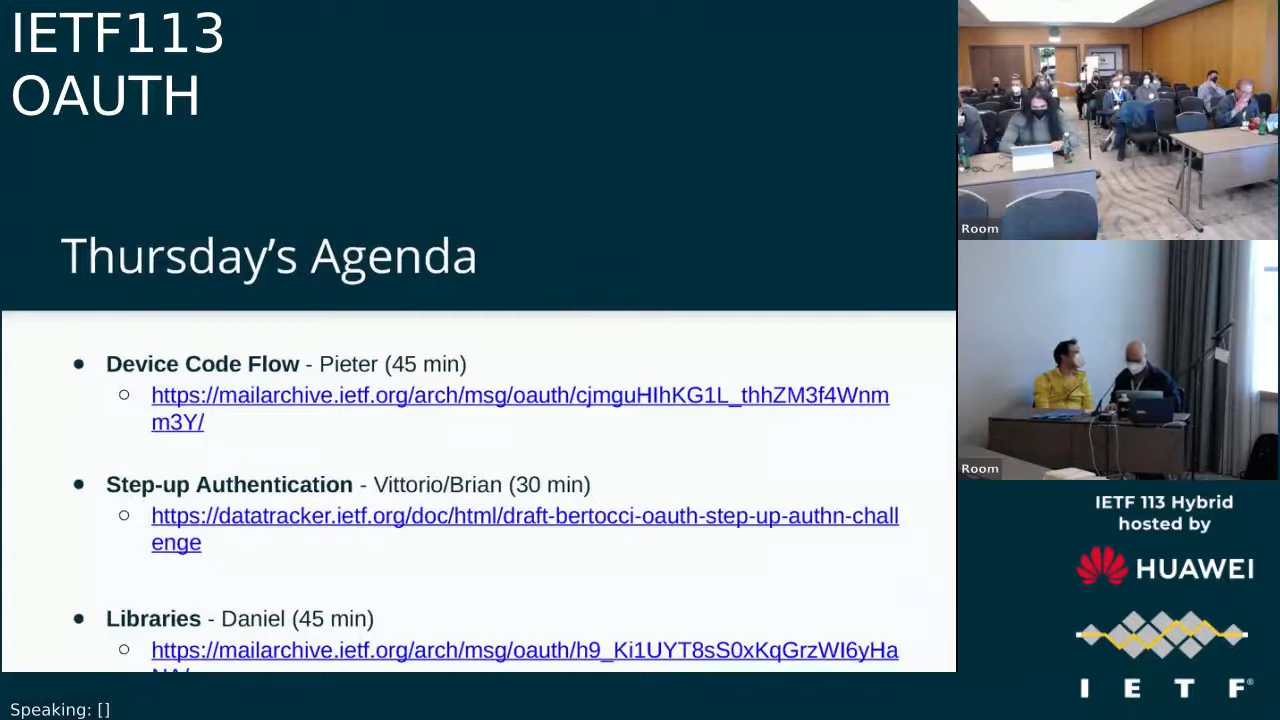 IETF113
OAUTH
Thursday's Agenda
• Device Code Flow - Pieter (45 min)
○ https://mailarchive.ietf.org/arch/msg/oauth/cjmguHIhKG1L_thhZM3f4Wnm
m3Y/
• Step-up Authentication - Vittorio/Brian (30 min)
○ https://datatracker.ietf.org/doc/html/draft-bertocci-oauth-step-up-authn-chall
enge
• Libraries - Daniel (45 min)
○ https://mailarchive.ietf.org/arch/msg/oauth/h9_Ki1UYT8sS0xKqGrzWI6yHa
Speaking: []
Room
Room
IETF 113 Hybrid
hosted by
HUAWEI
I E T F®